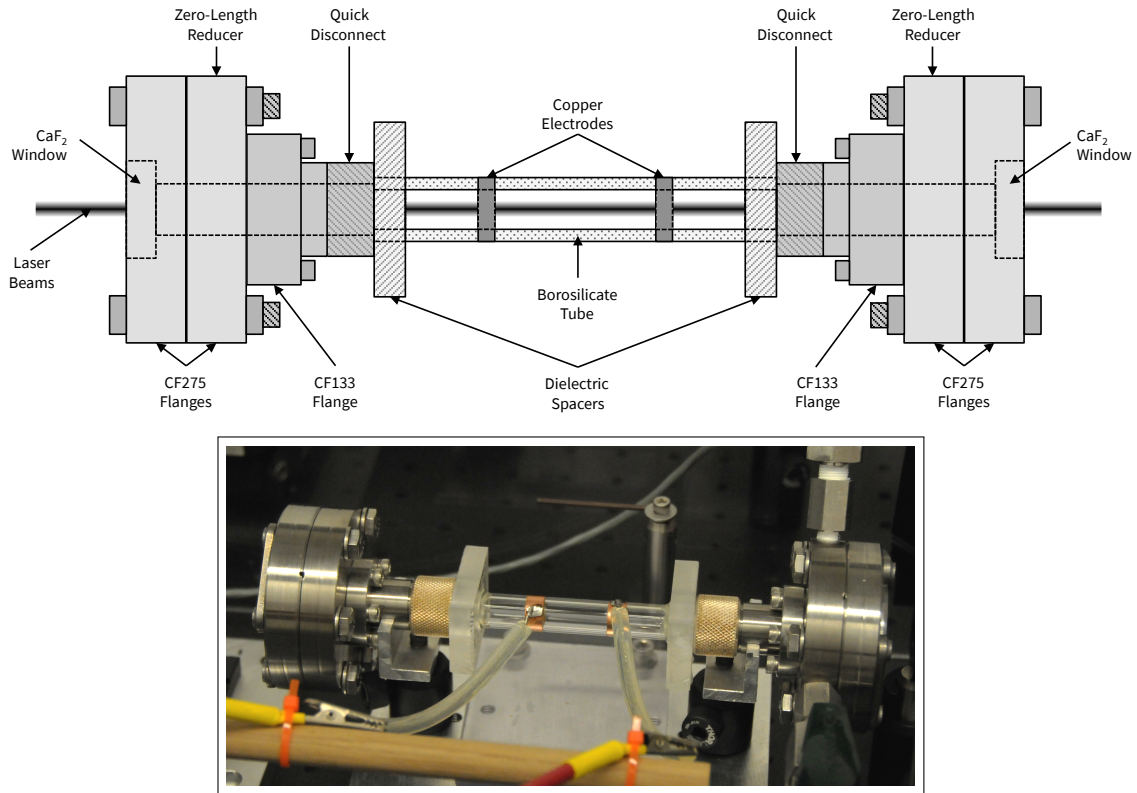 Zero-Length
Reducer
Quick
Disconnect
Quick
Disconnect
Zero-Length
Reducer
Copper
Electrodes
CaF₂
Window
CaF₂
Window
Laser
Beams
Borosilicate
Tube
CF275
Flanges
CF133
Flange
Dielectric
Spacers
CF133
Flange
CF275
Flanges